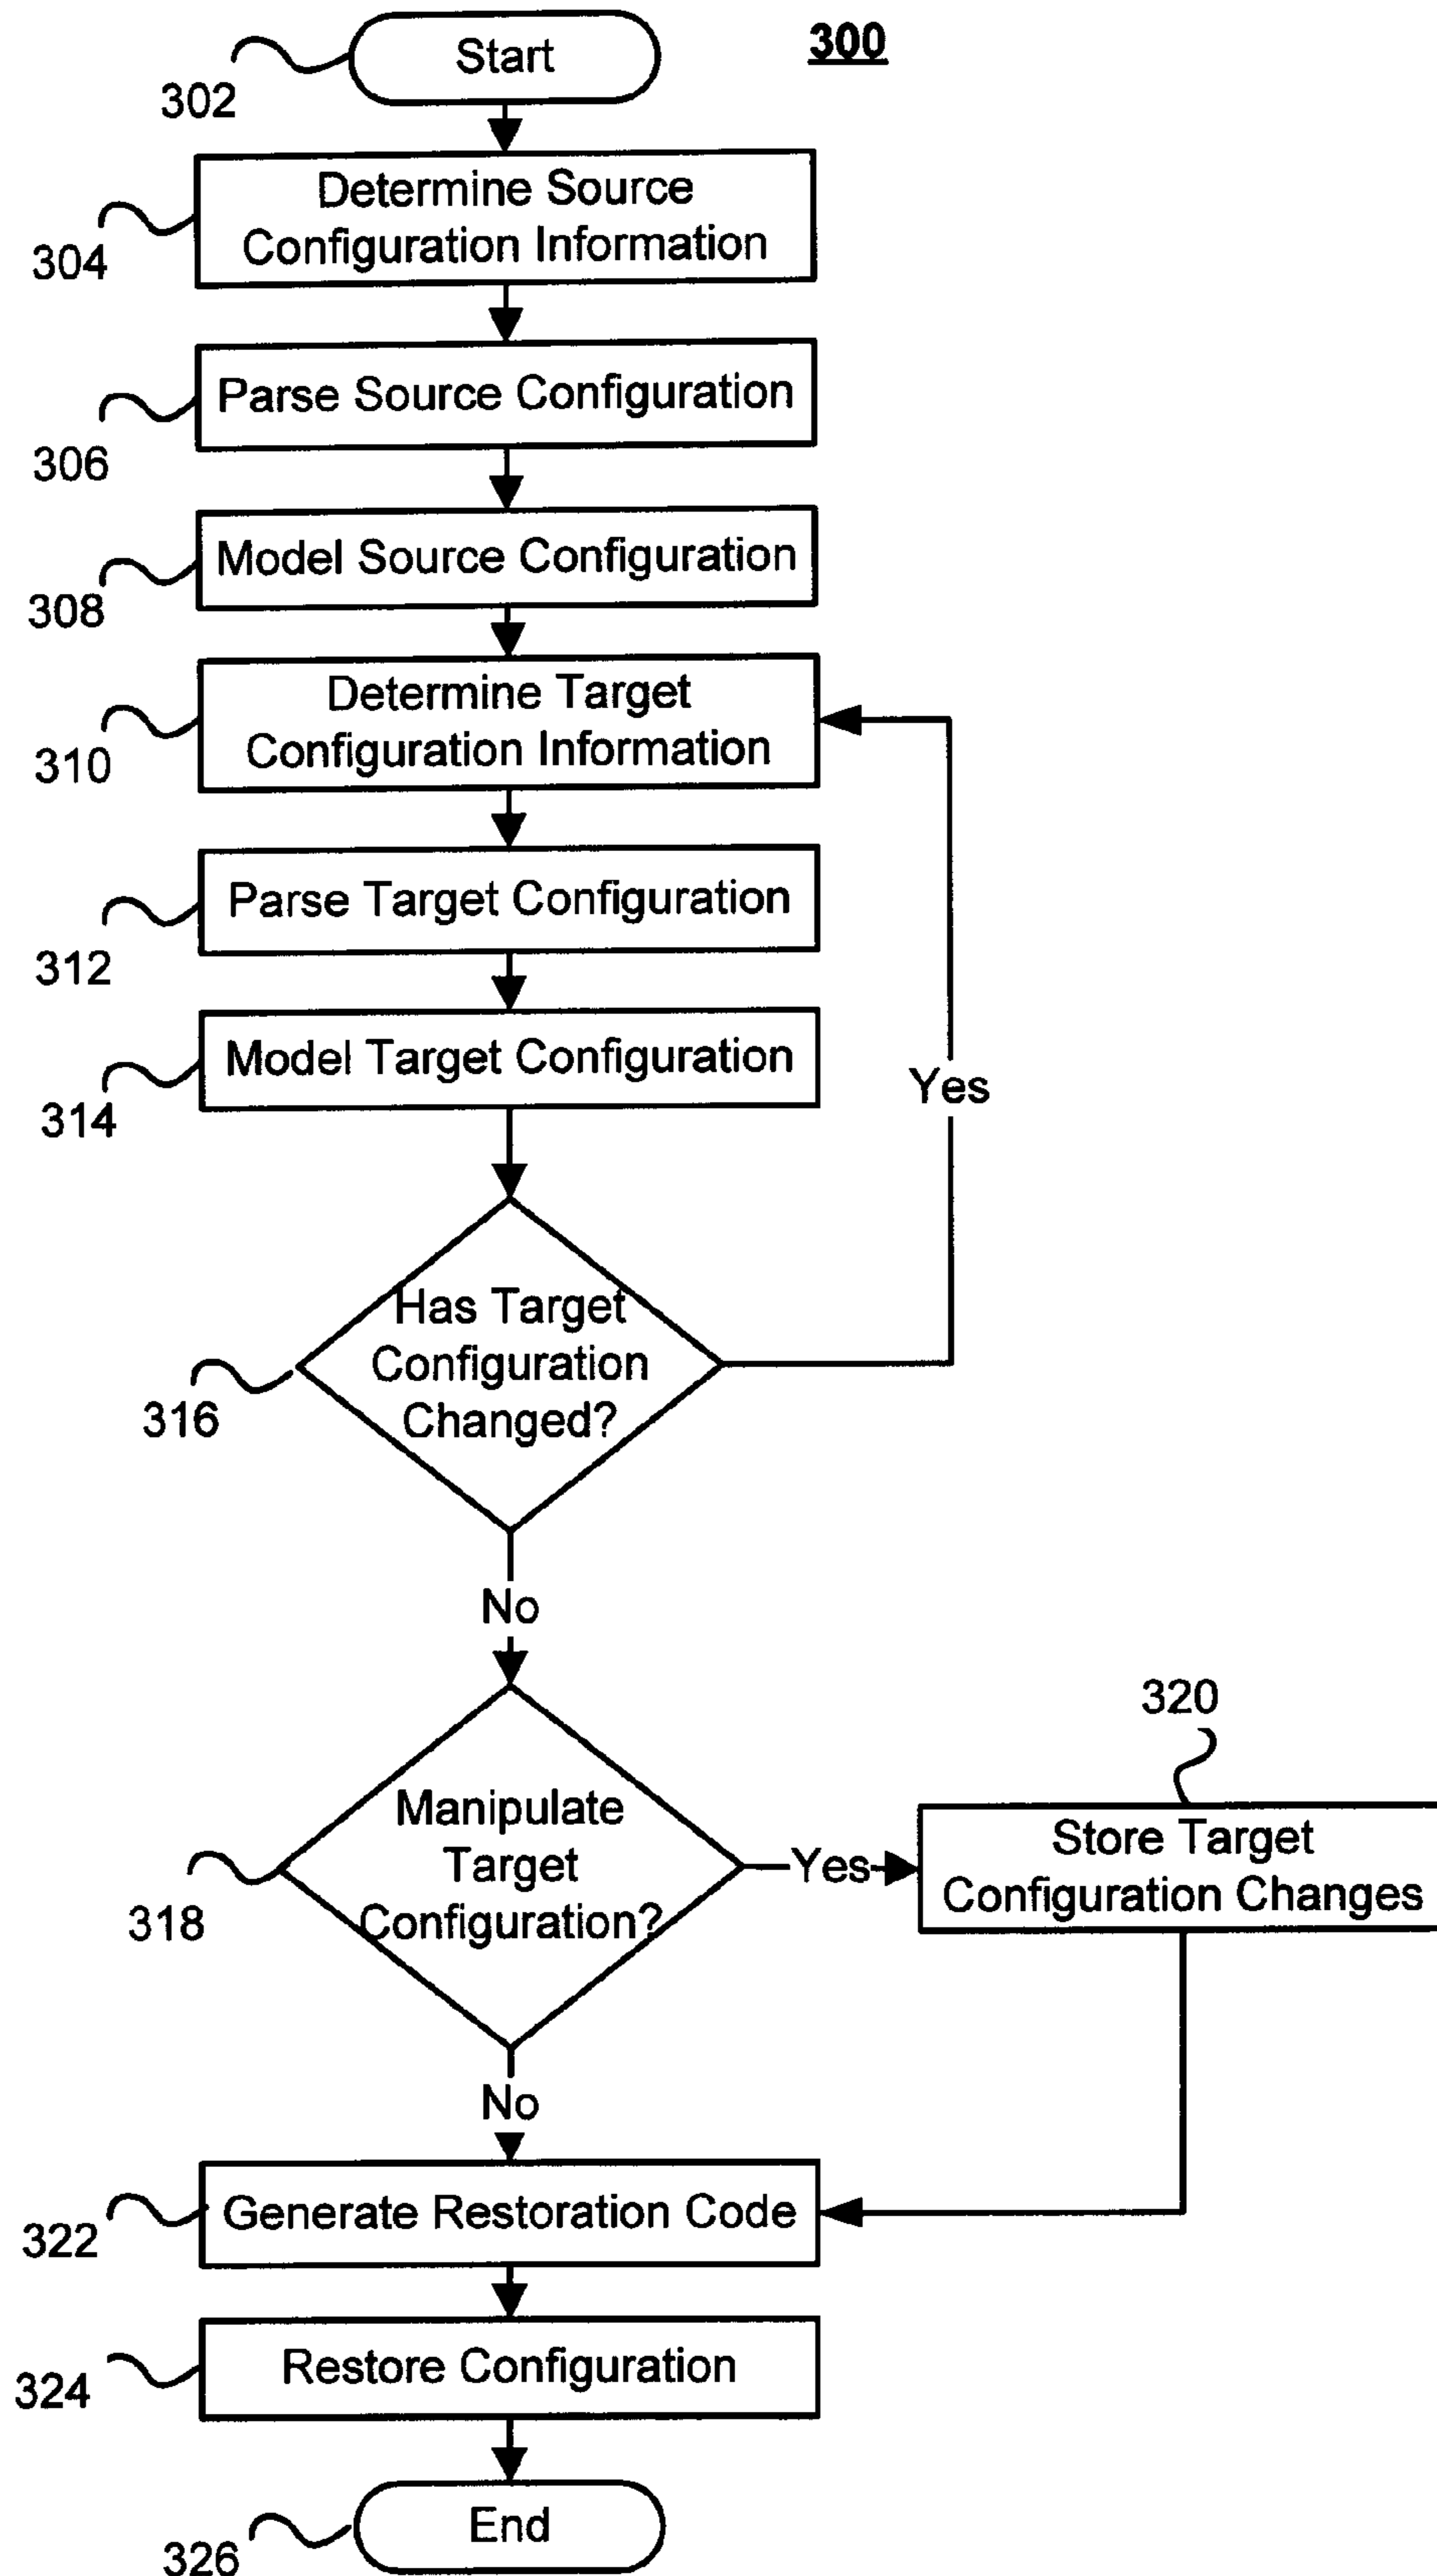 300
Start
302
Determine Source
Configuration Information
304
Parse Source Configuration
306
Model Source Configuration
308
Determine Target
Configuration Information
310
Parse Target Configuration
312
Model Target Configuration
314
Yes
Has Target
Configuration
Changed?
316
No
320
Manipulate
Target
Configuration?
318
Yes
Store Target
Configuration Changes
No
Generate Restoration Code
322
Restore Configuration
324
End
326